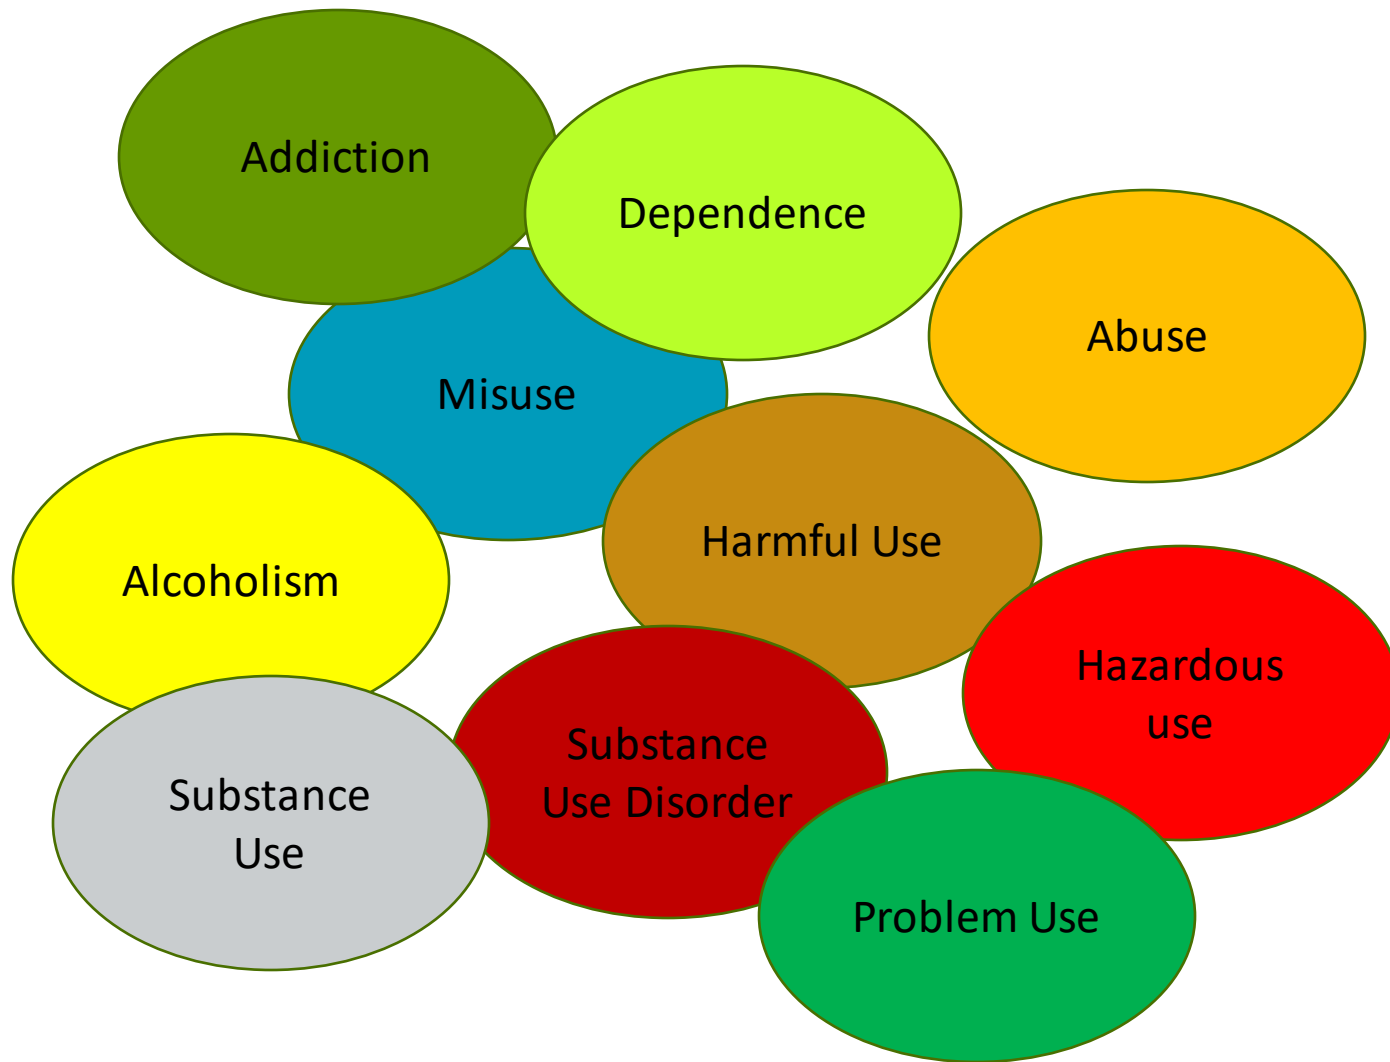 Addiction
Dependence
Abuse
Misuse
Harmful Use
Alcoholism
Hazardous
use
Substance
Use Disorder
Substance
Use
Problem Use